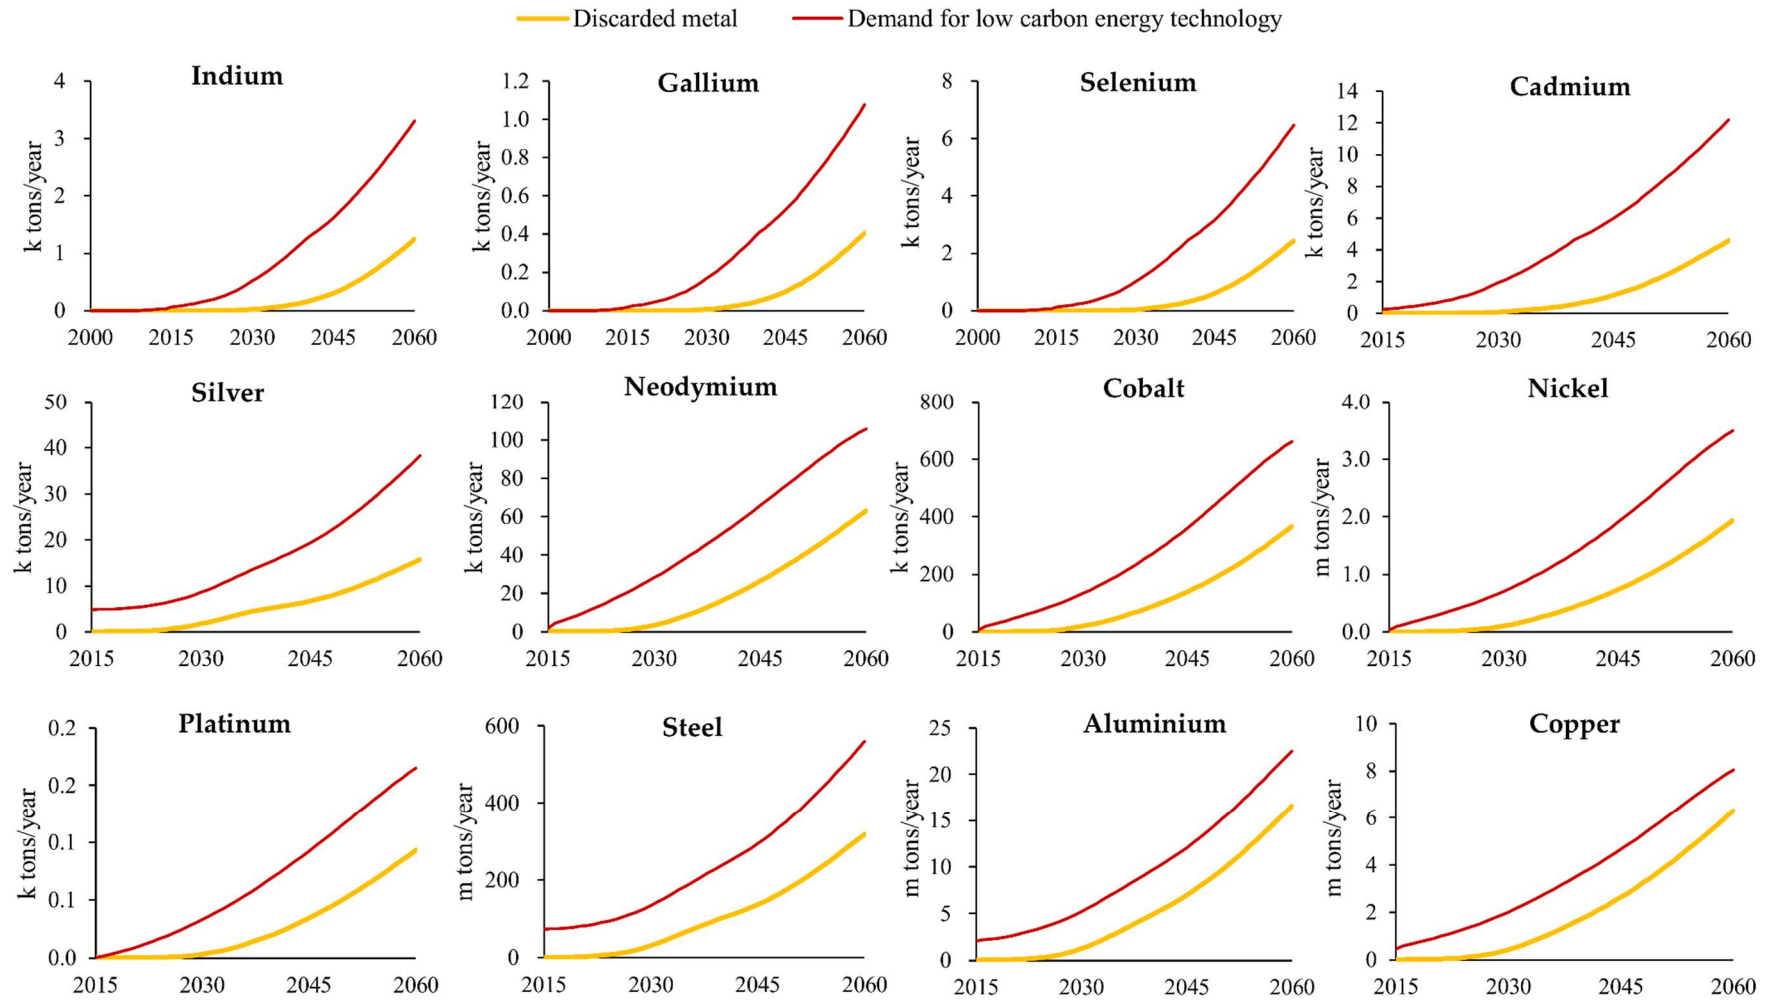 Discarded metal Demand for low carbon energy technology
Indium
k tons/year
4
3
2
1
0
2000 2015 2030 2045 2060
Gallium
k tons/year
1.2
1.0
0.8
0.6
0.4
0.2
0.0
2000 2015 2030 2045 2060
Selenium
k tons/year
8
6
4
2
0
2000 2015 2030 2045 2060
Cadmium
k tons/year
14
12
10
8
6
4
2
0
2015 2030 2045 2060
Silver
k tons/year
50
40
30
20
10
0
2015 2030 2045 2060
Neodymium
k tons/year
120
100
80
60
40
20
0
2015 2030 2045 2060
Cobalt
k tons/year
800
600
400
200
0
2015 2030 2045 2060
Nickel
m tons/year
4.0
3.0
2.0
1.0
0.0
2015 2030 2045 2060
Platinum
k tons/year
0.2
0.2
0.1
0.1
0.0
2015 2030 2045 2060
Steel
m tons/year
600
400
200
0
2015 2030 2045 2060
Aluminium
m tons/year
25
20
15
10
5
0
2015 2030 2045 2060
Copper
m tons/year
10
8
6
4
2
0
2015 2030 2045 2060